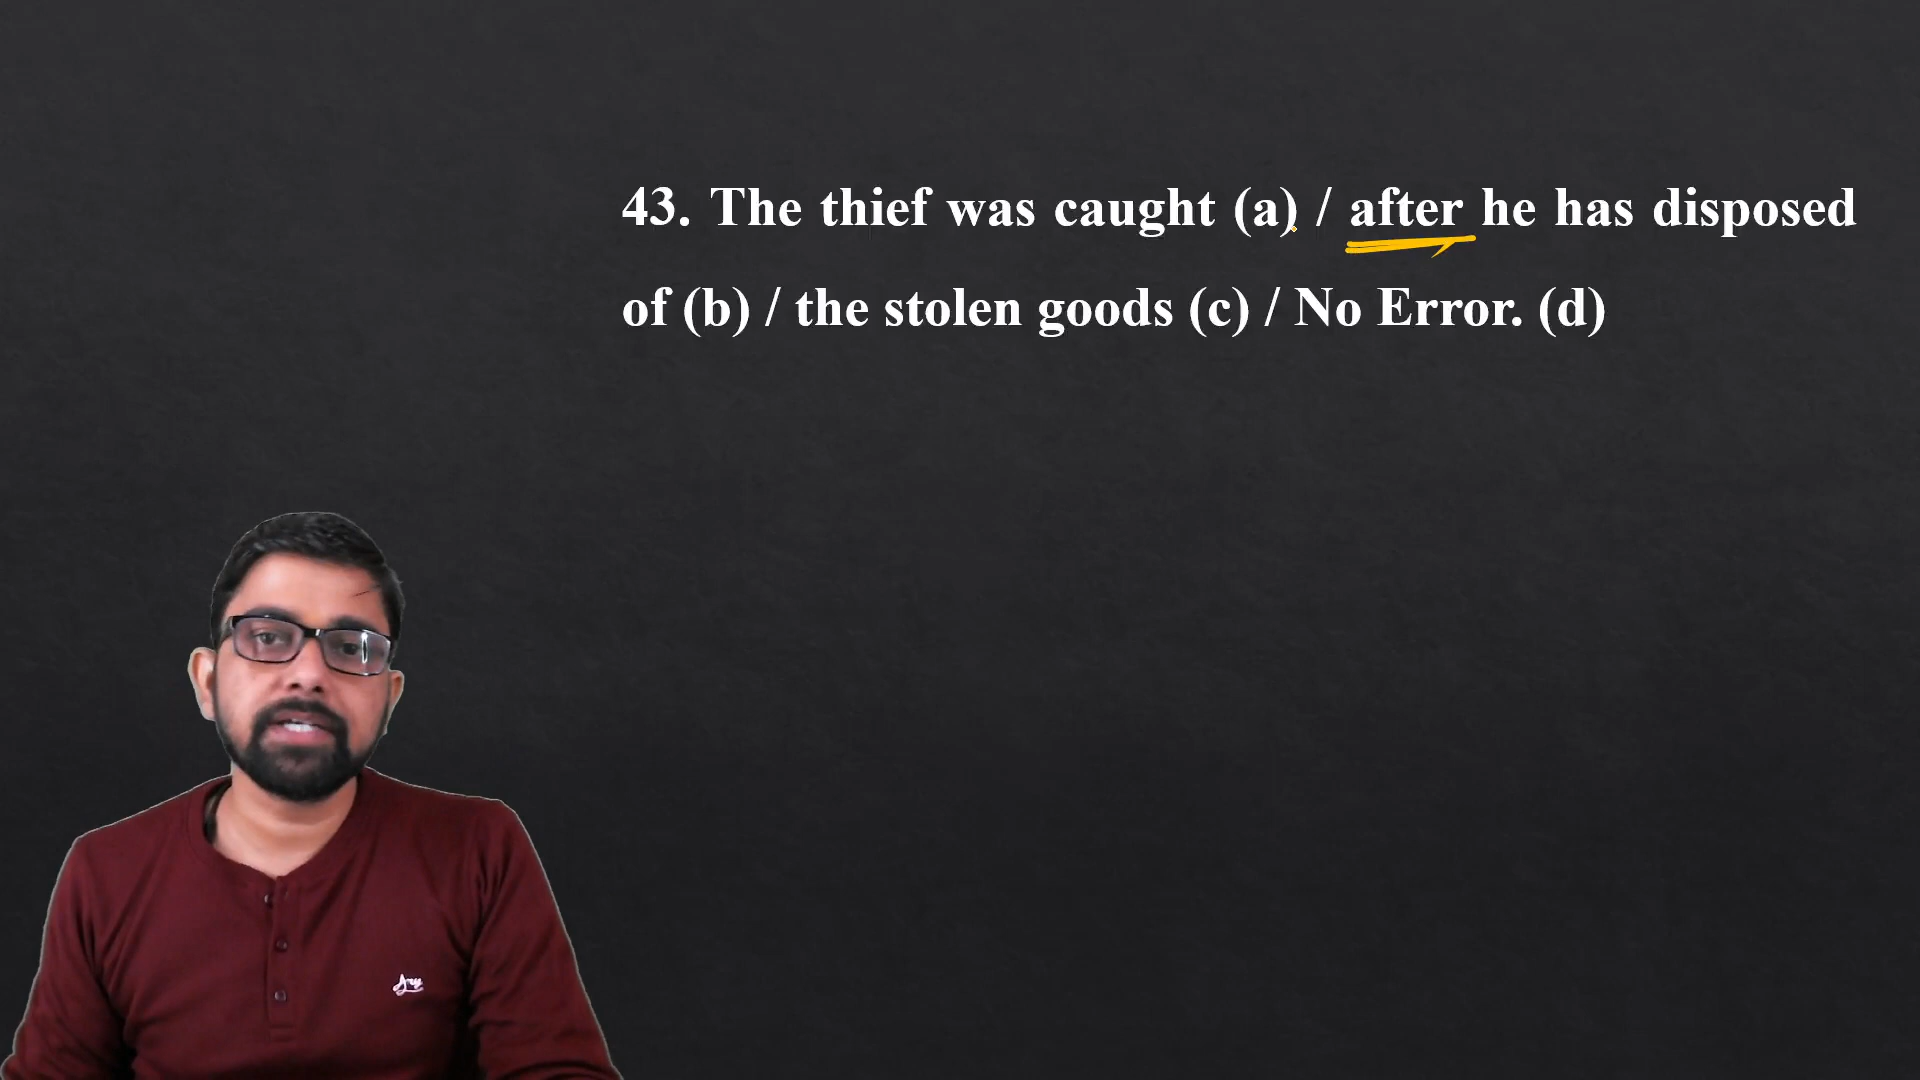 43. The thief was caught (a) / after he has disposed
of (b) / the stolen goods (c) / No Error. (d)